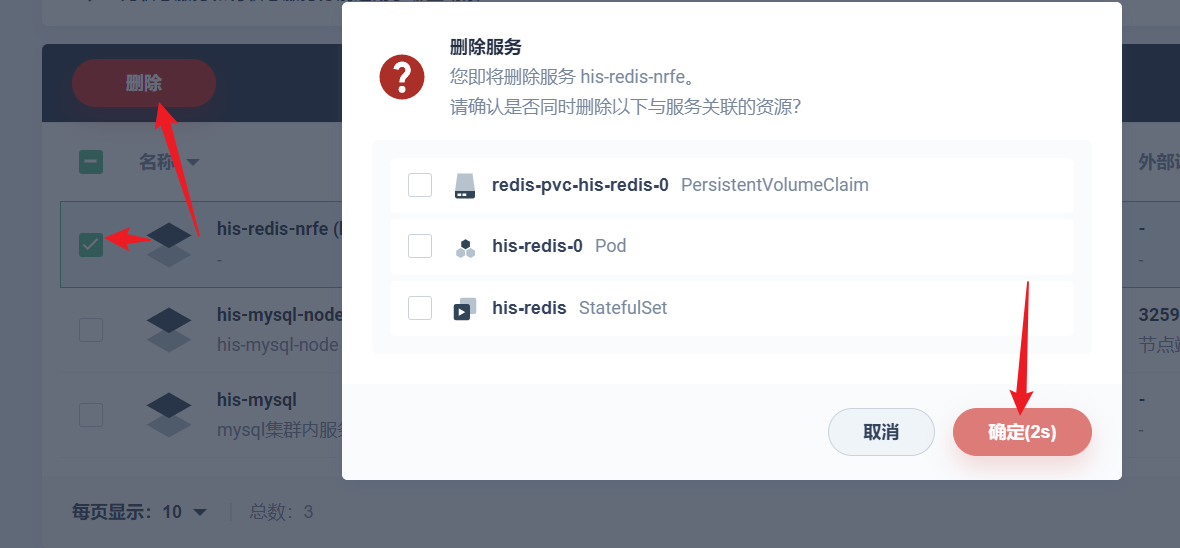 删除服务
您即将删除服务 his-redis-nrfe。
请确认是否同时删除以下与服务关联的资源？
删除
名称
外部
redis-pvc-his-redis-0 PersistentVolumeClaim
his-redis-nrfe (
-
-
-
his-redis-0 Pod
his-redis StatefulSet
his-mysql-node
his-mysql-node
3259
节点
his-mysql
mysql集群内服
-
-
取消
确定(2s)
每页显示：10
总数：3